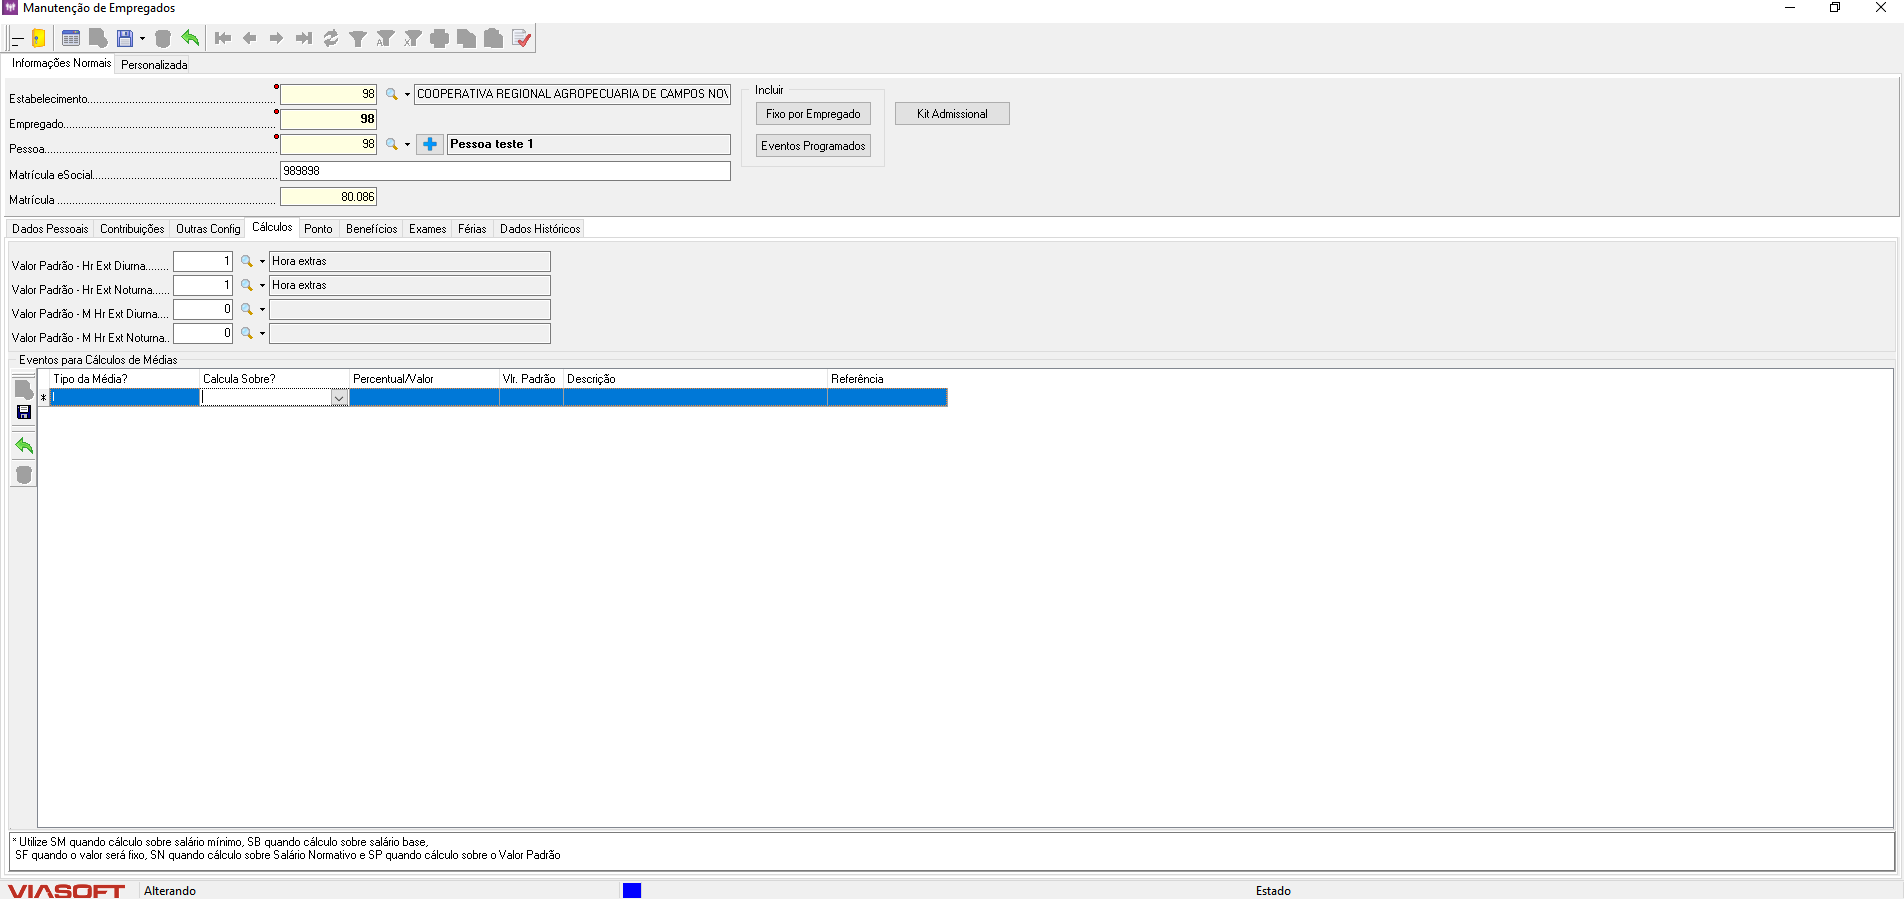 Manutenção de Empregados
Informações Normais Personalizada
Estabelecimento 98 COOPERATIVA REGIONAL AGROPECUARIA DE CAMPOS NOV
Empregado 98
Pessoa 98 Pessoa teste 1
Matrícula eSocial 989898
Matrícula 80.086
Incluir
Fixo por Empregado
Eventos Programados
Kit Admissional
Dados Pessoais Contribuições Outras Config Cálculos Ponto Benefícios Exames Férias Dados Históricos
Valor Padrão - Hr Ext Diurna........ 1 Hora extras
Valor Padrão - Hr Ext Noturna...... 1 Hora extras
Valor Padrão - M Hr Ext Diurna.... 0
Valor Padrão - M Hr Ext Noturna.. 0
Eventos para Cálculos de Médias
Tipo da Média? Calcula Sobre? Percentual/Valor Vlr. Padrão Descrição Referência
*
* Utilize SM quando cálculo sobre salário mínimo, SB quando cálculo sobre salário base,
SF quando o valor será fixo, SN quando cálculo sobre Salário Normativo e SP quando cálculo sobre o Valor Padrão
VIASOFT Alterando Estado